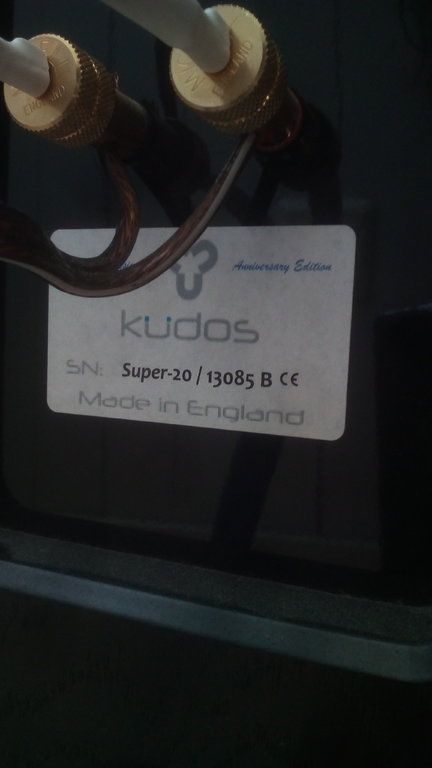 Anniversary Edition
kudos
SN: Super-20 / 13085 B CE
Made in England